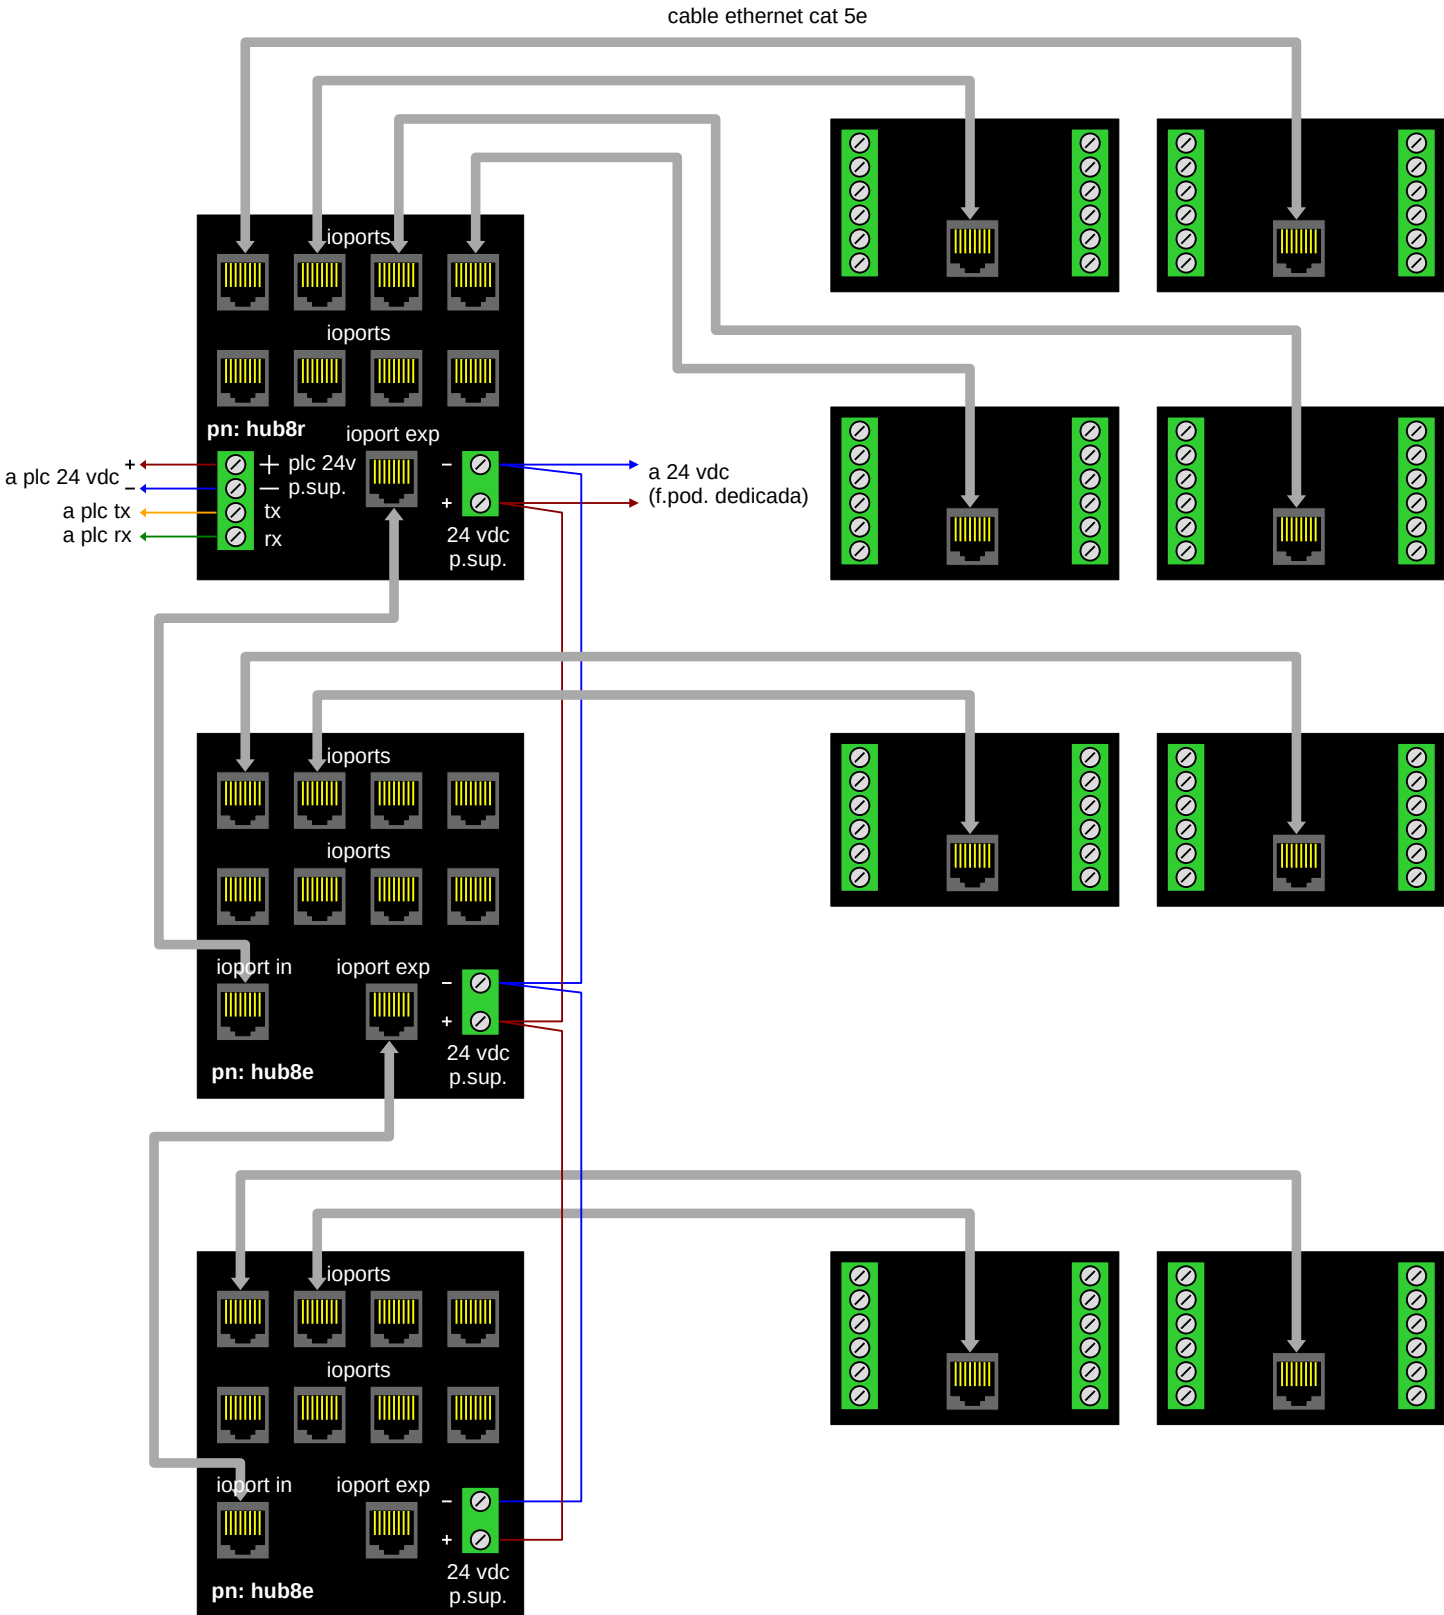 cable ethernet cat 5e
ioports
ioports
pn: hub8r
ioport exp
a plc 24 vdc
+
−
+ plc 24v
− p.sup.
a plc tx
tx
a plc rx
rx
−
+
24 vdc
p.sup.
a 24 vdc
(f.pod. dedicada)
ioports
ioports
ioport in
ioport exp
−
+
24 vdc
p.sup.
pn: hub8e
ioports
ioports
ioport in
ioport exp
−
+
24 vdc
p.sup.
pn: hub8e